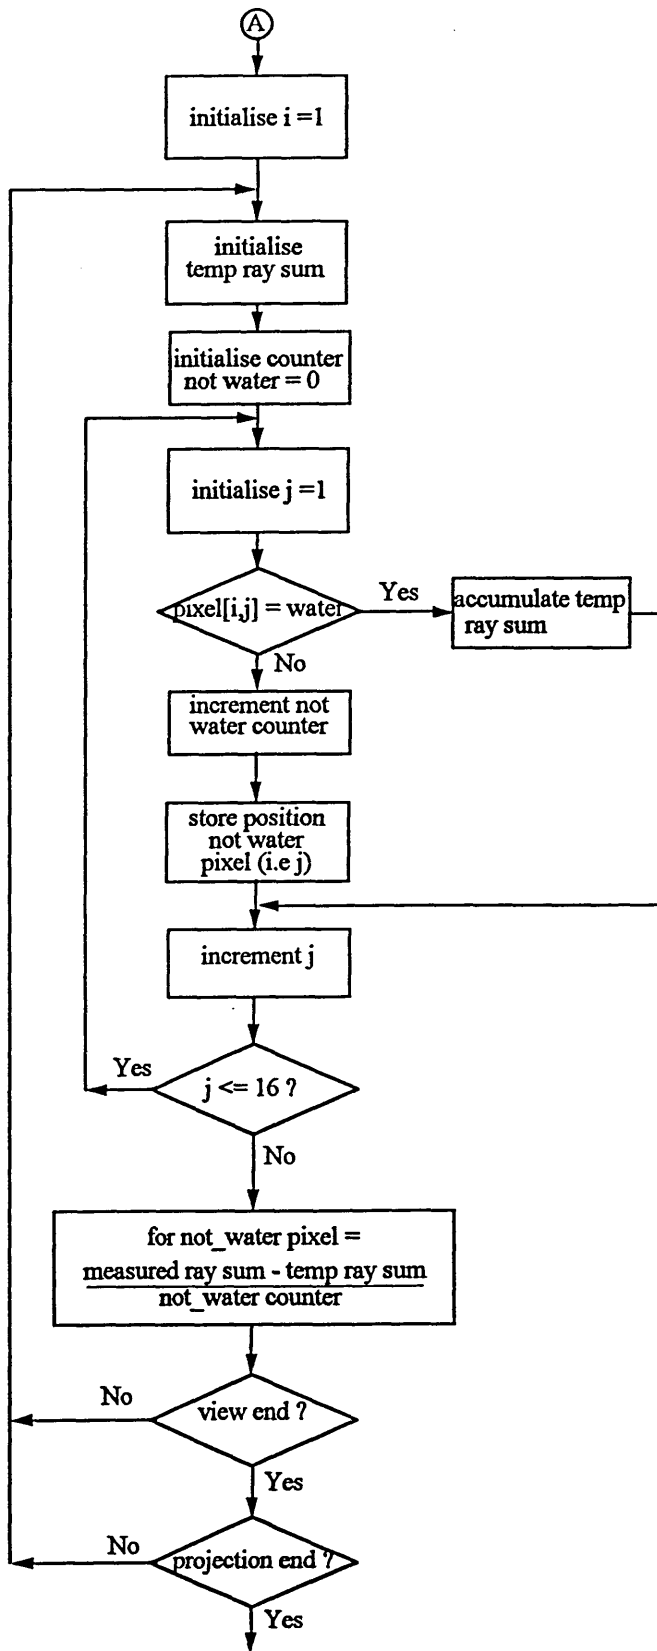 A
initialise i =1
initialise
temp ray sum
initialise counter
not water = 0
initialise j =1
pixel[i,j] = water
Yes
accumulate temp
ray sum
No
increment not
water counter
store position
not water
pixel (i.e j)
increment j
Yes
j <= 16 ?
No
for not_water pixel =
measured ray sum - temp ray sum
not_water counter
No
view end ?
Yes
No
projection end ?
Yes